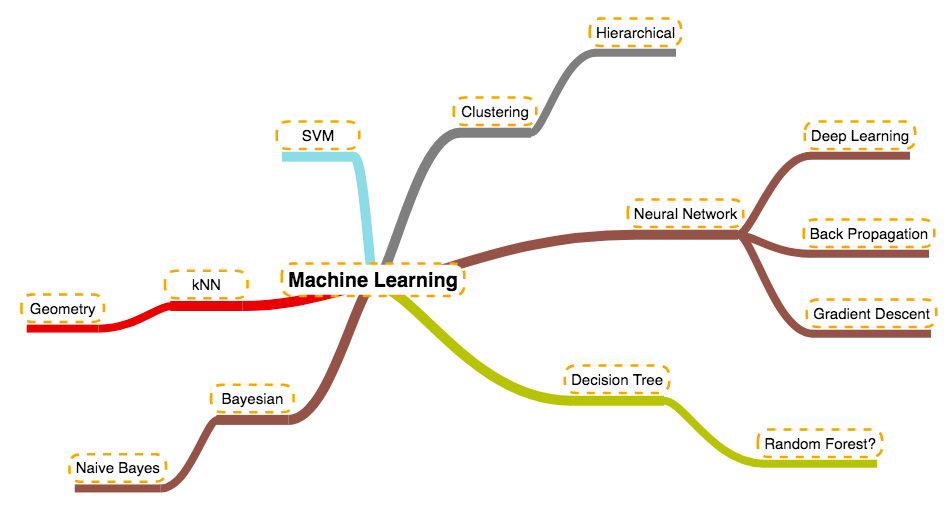 Hierarchical
Clustering
SVM
Deep Learning
Neural Network
Back Propagation
Machine Learning
kNN
Geometry
Gradient Descent
Decision Tree
Bayesian
Random Forest?
Naive Bayes